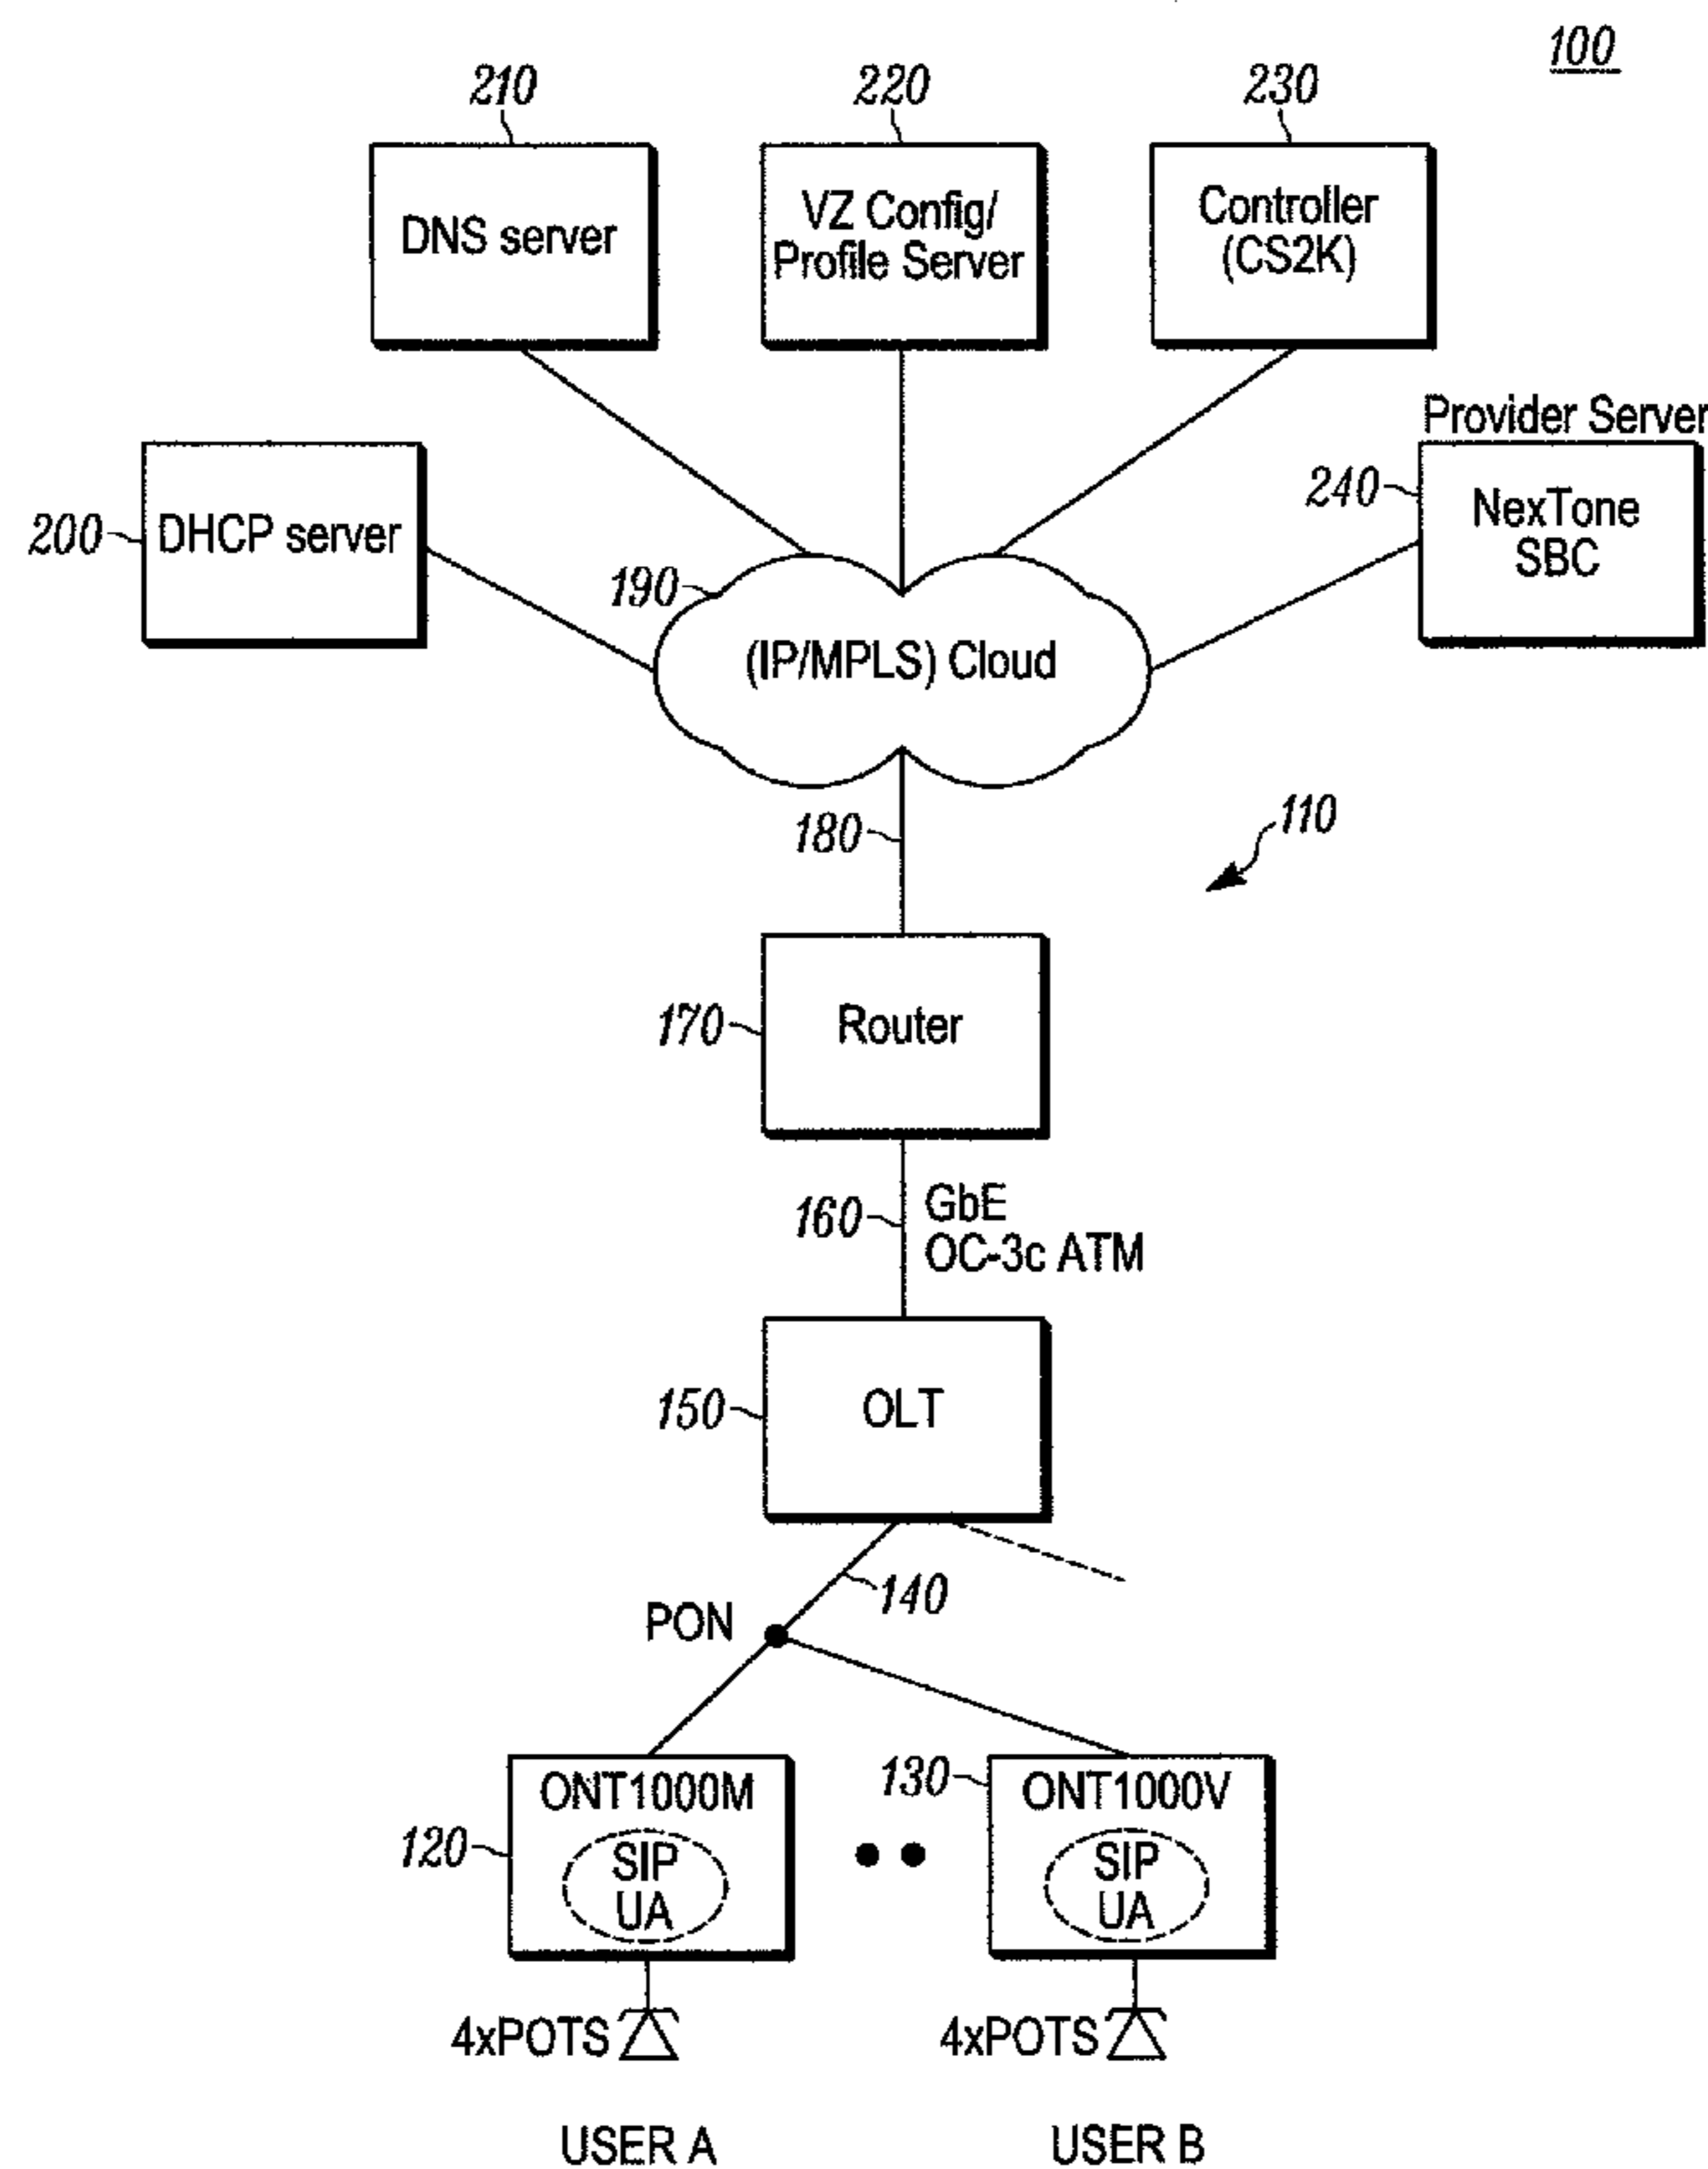 100
210
220
230
DNS server
VZ Config/
Profile Server
Controller
(CS2K)
Provider Server
200
DHCP server
240
NexTone
SBC
190
(IP/MPLS) Cloud
180
110
170
Router
160
GbE
OC-3c ATM
150
OLT
140
PON
120
ONT1000M
SIP
UA
130
ONT1000V
SIP
UA
4xPOTS
4xPOTS
USER A
USER B